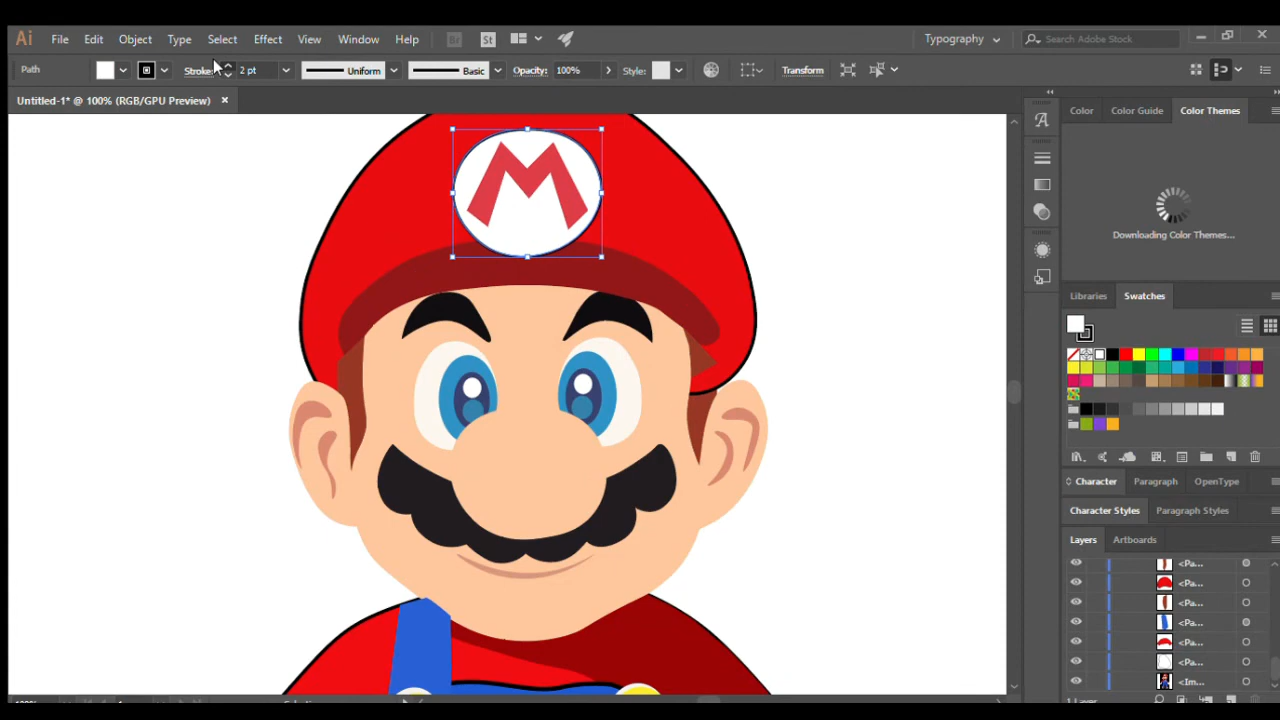 Ai File Edit Object Type Select Effect View Window Help Br St Typography Search Adobe Stock
Path Stroke: 2 pt Uniform Basic Opacity: 100% Style: Transform
Untitled-1* @ 100% (RGB/GPU Preview) ×
Color Color Guide Color Themes
M
A
Downloading Color Themes...
Libraries Swatches
Character Paragraph OpenType
Character Styles Paragraph Styles
Layers Artboards
<Pa...
<Pa...
<Pa...
<Pa...
<Pa...
<Pa...
<Im...